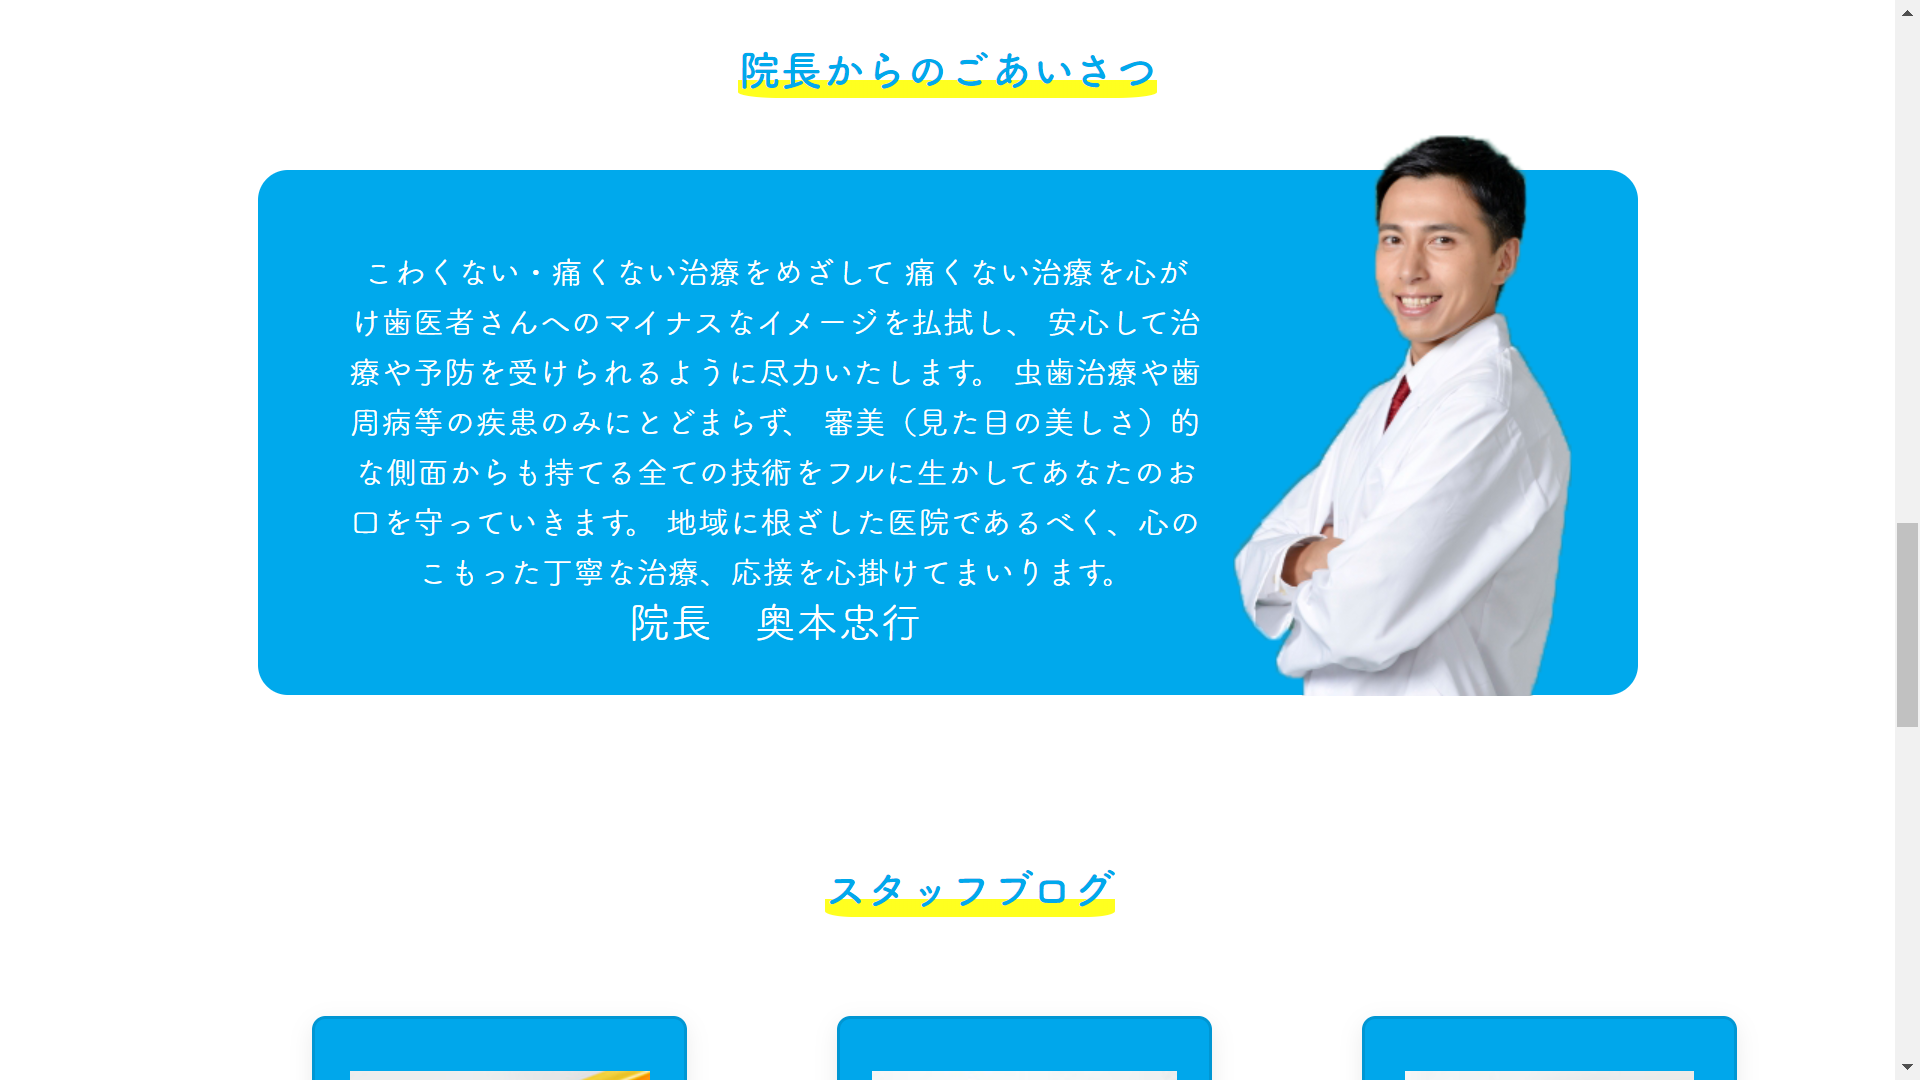 院長からのごあいさつ
こわくない・痛くない治療をめざして 痛くない治療を心が
け歯医者さんへのマイナスなイメージを払拭し、 安心して治
療や予防を受けられるように尽力いたします。 虫歯治療や歯
周病等の疾患のみにとどまらず、 審美（見た目の美しさ）的
な側面からも持てる全ての技術をフルに生かしてあなたのお
口を守っていきます。 地域に根ざした医院であるべく、心の
こもった丁寧な治療、応接を心掛けてまいります。
院長　奥本忠行
スタッフブログ